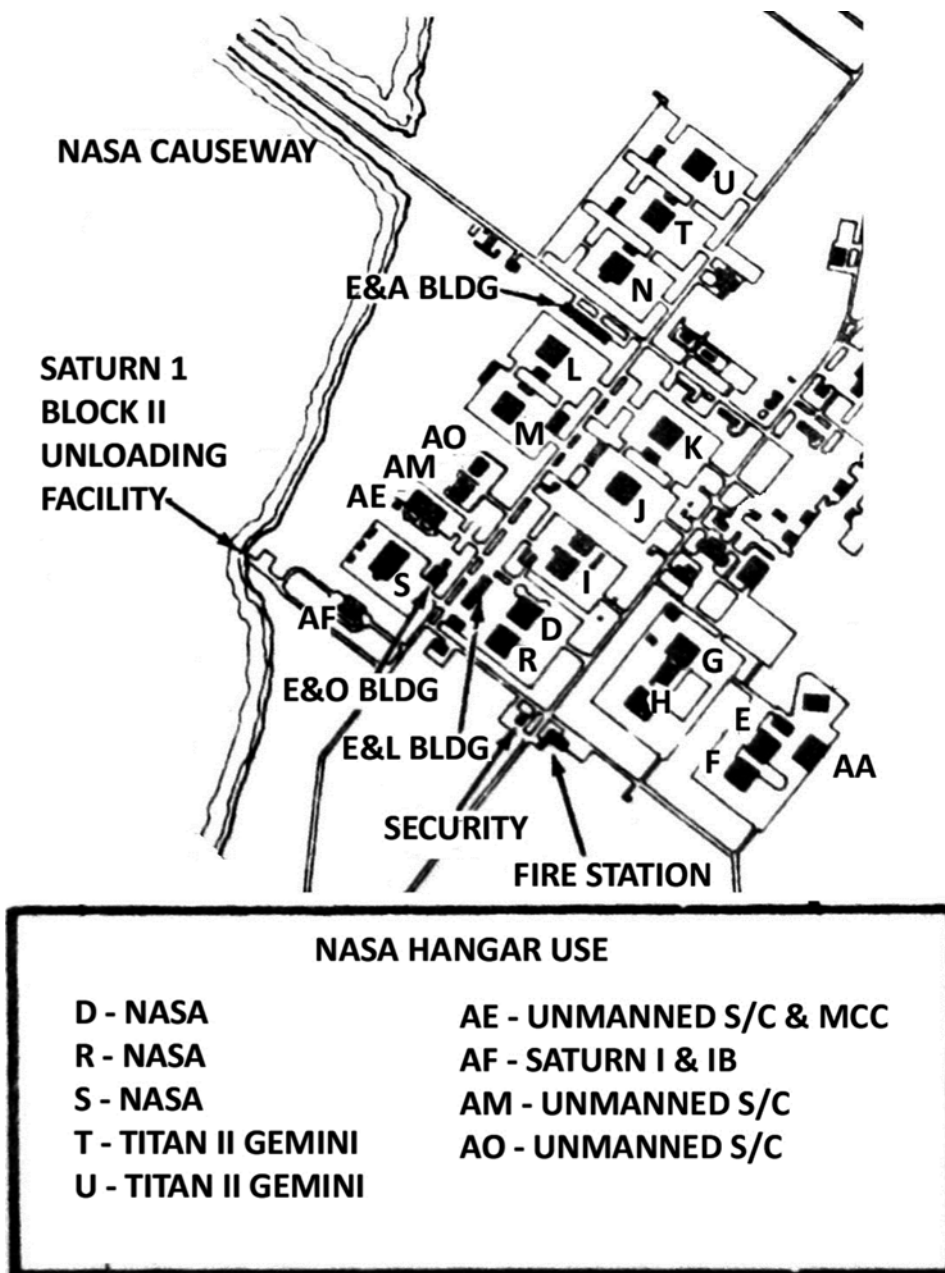 NASA CAUSEWAY
U
T
N
E&A BLDG
SATURN 1
BLOCK II
UNLOADING
FACILITY
L
M
K
AO
AM
AE
J
S
I
AF
D
R
G
H
E&O BLDG
E&L BLDG
E
F
AA
SECURITY
FIRE STATION
NASA HANGAR USE
D - NASA
R - NASA
S - NASA
T - TITAN II GEMINI
U - TITAN II GEMINI
AE - UNMANNED S/C & MCC
AF - SATURN I & IB
AM - UNMANNED S/C
AO - UNMANNED S/C